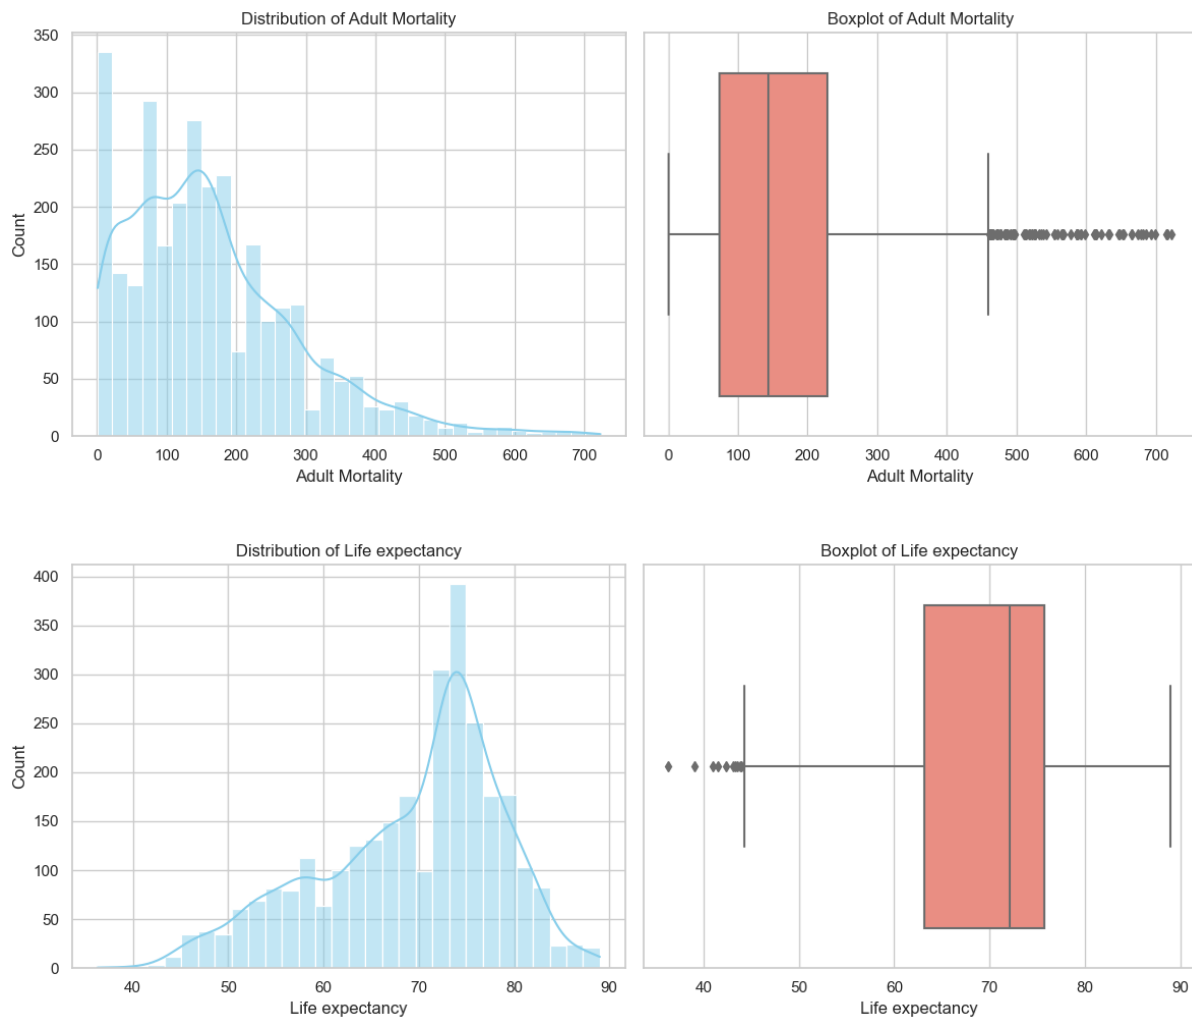 Distribution of Adult Mortality
350
300
250
200
150
100
50
0
Count
0 100 200 300 400 500 600 700
Adult Mortality
Boxplot of Adult Mortality
0 100 200 300 400 500 600 700
Adult Mortality
Distribution of Life expectancy
400
350
300
250
200
150
100
50
0
Count
40 50 60 70 80 90
Life expectancy
Boxplot of Life expectancy
40 50 60 70 80 90
Life expectancy